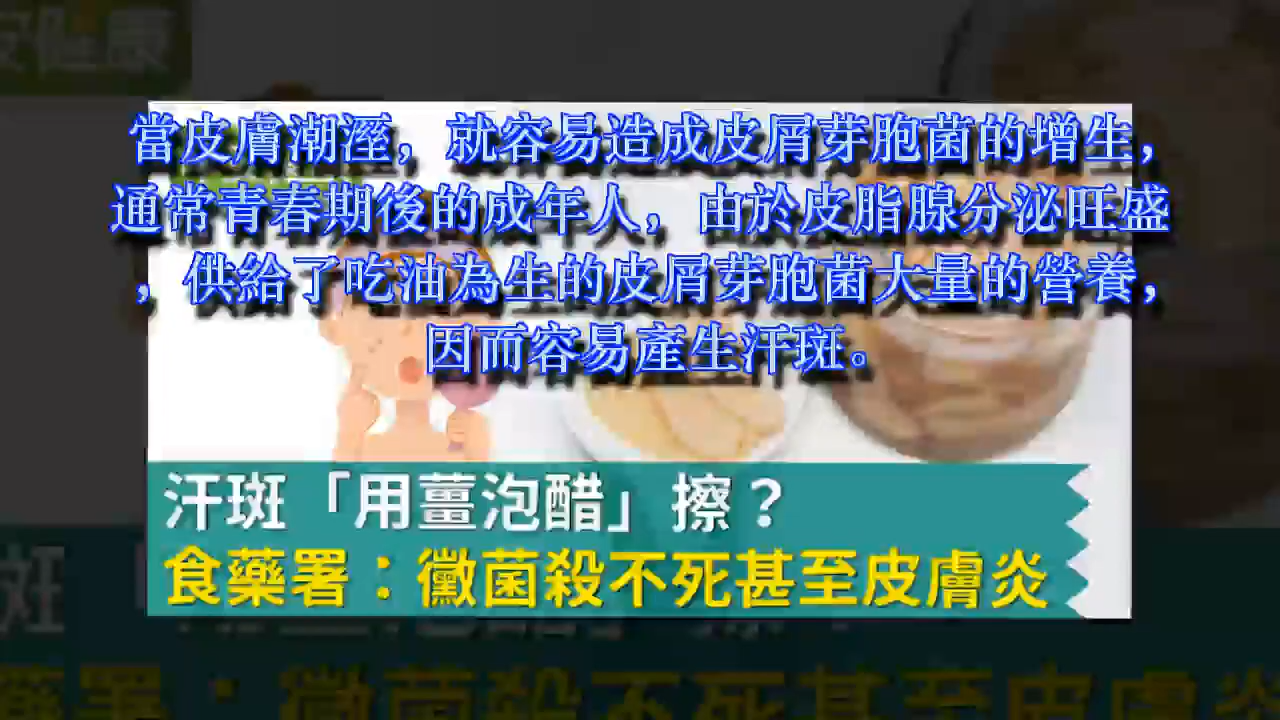 當皮膚潮溼，就容易造成皮屑芽胞菌的增生，
通常青春期後的成年人，由於皮脂腺分泌旺盛
，供給了吃油為生的皮屑芽胞菌大量的營養，
因而容易產生汗斑。
汗斑「用薑泡醋」擦？
食藥署：黴菌殺不死甚至皮膚炎